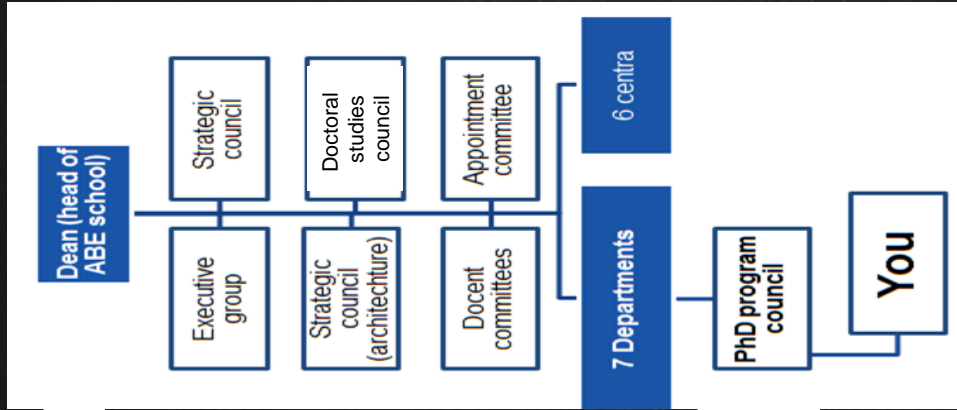 Dean (head of
ABE school)
Executive
group
Strategic
council
Strategic
council
(architechture)
Doctoral
studies
council
Docent
committees
Appointment
committee
7 Departments
6 centra
PhD program
council
You